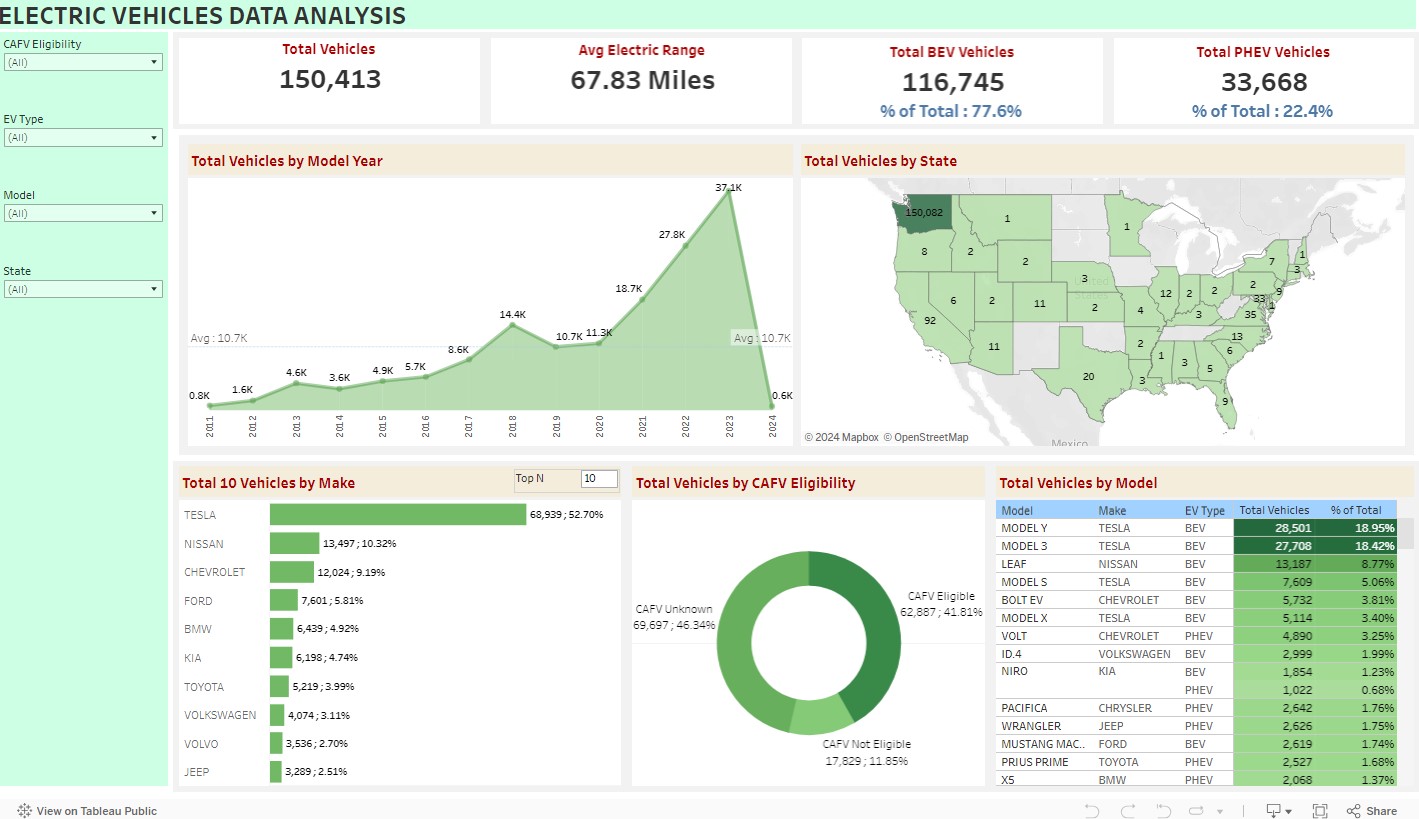 ELECTRIC VEHICLES DATA ANALYSIS
CAFV Eligibility
(All)
EV Type
(All)
Model
(All)
State
(All)
Total Vehicles
150,413
Avg Electric Range
67.83 Miles
Total BEV Vehicles
116,745
% of Total : 77.6%
Total PHEV Vehicles
33,668
% of Total : 22.4%
Total Vehicles by Model Year
37.1K
27.8K
18.7K
14.4K
10.7K 11.3K
Avg : 10.7K
Avg : 10.7K
8.6K
5.7K
4.9K
4.6K
3.6K
1.6K
0.8K
0.6K
2011 2012 2013 2014 2015 2016 2017 2018 2019 2020 2021 2022 2023 2024
Total Vehicles by State
150,082 1 1
8 2 2 7 1 3
3 12 2 2 2 9
92 6 2 11 2 4 3 33 1 35
11 2 13 6
20 3 1 3 5
9
United States
Mexico
© 2024 Mapbox © OpenStreetMap
Total 10 Vehicles by Make
Top N 10
TESLA 68,939 ; 52.70%
NISSAN 13,497 ; 10.32%
CHEVROLET 12,024 ; 9.19%
FORD 7,601 ; 5.81%
BMW 6,439 ; 4.92%
KIA 6,198 ; 4.74%
TOYOTA 5,219 ; 3.99%
VOLKSWAGEN 4,074 ; 3.11%
VOLVO 3,536 ; 2.70%
JEEP 3,289 ; 2.51%
Total Vehicles by CAFV Eligibility
CAFV Eligible
62,887 ; 41.81%
CAFV Unknown
69,697 ; 46.34%
CAFV Not Eligible
17,829 ; 11.85%
Total Vehicles by Model
Model Make EV Type Total Vehicles % of Total
MODEL Y TESLA BEV 28,501 18.95%
MODEL 3 TESLA BEV 27,708 18.42%
LEAF NISSAN BEV 13,187 8.77%
MODEL S TESLA BEV 7,609 5.06%
BOLT EV CHEVROLET BEV 5,732 3.81%
MODEL X TESLA BEV 5,114 3.40%
VOLT CHEVROLET PHEV 4,890 3.25%
ID.4 VOLKSWAGEN BEV 2,999 1.99%
NIRO KIA BEV 1,854 1.23%
PHEV 1,022 0.68%
PACIFICA CHRYSLER PHEV 2,642 1.76%
WRANGLER JEEP PHEV 2,626 1.75%
MUSTANG MAC.. FORD BEV 2,619 1.74%
PRIUS PRIME TOYOTA PHEV 2,527 1.68%
X5 BMW PHEV 2,068 1.37%
View on Tableau Public
Share